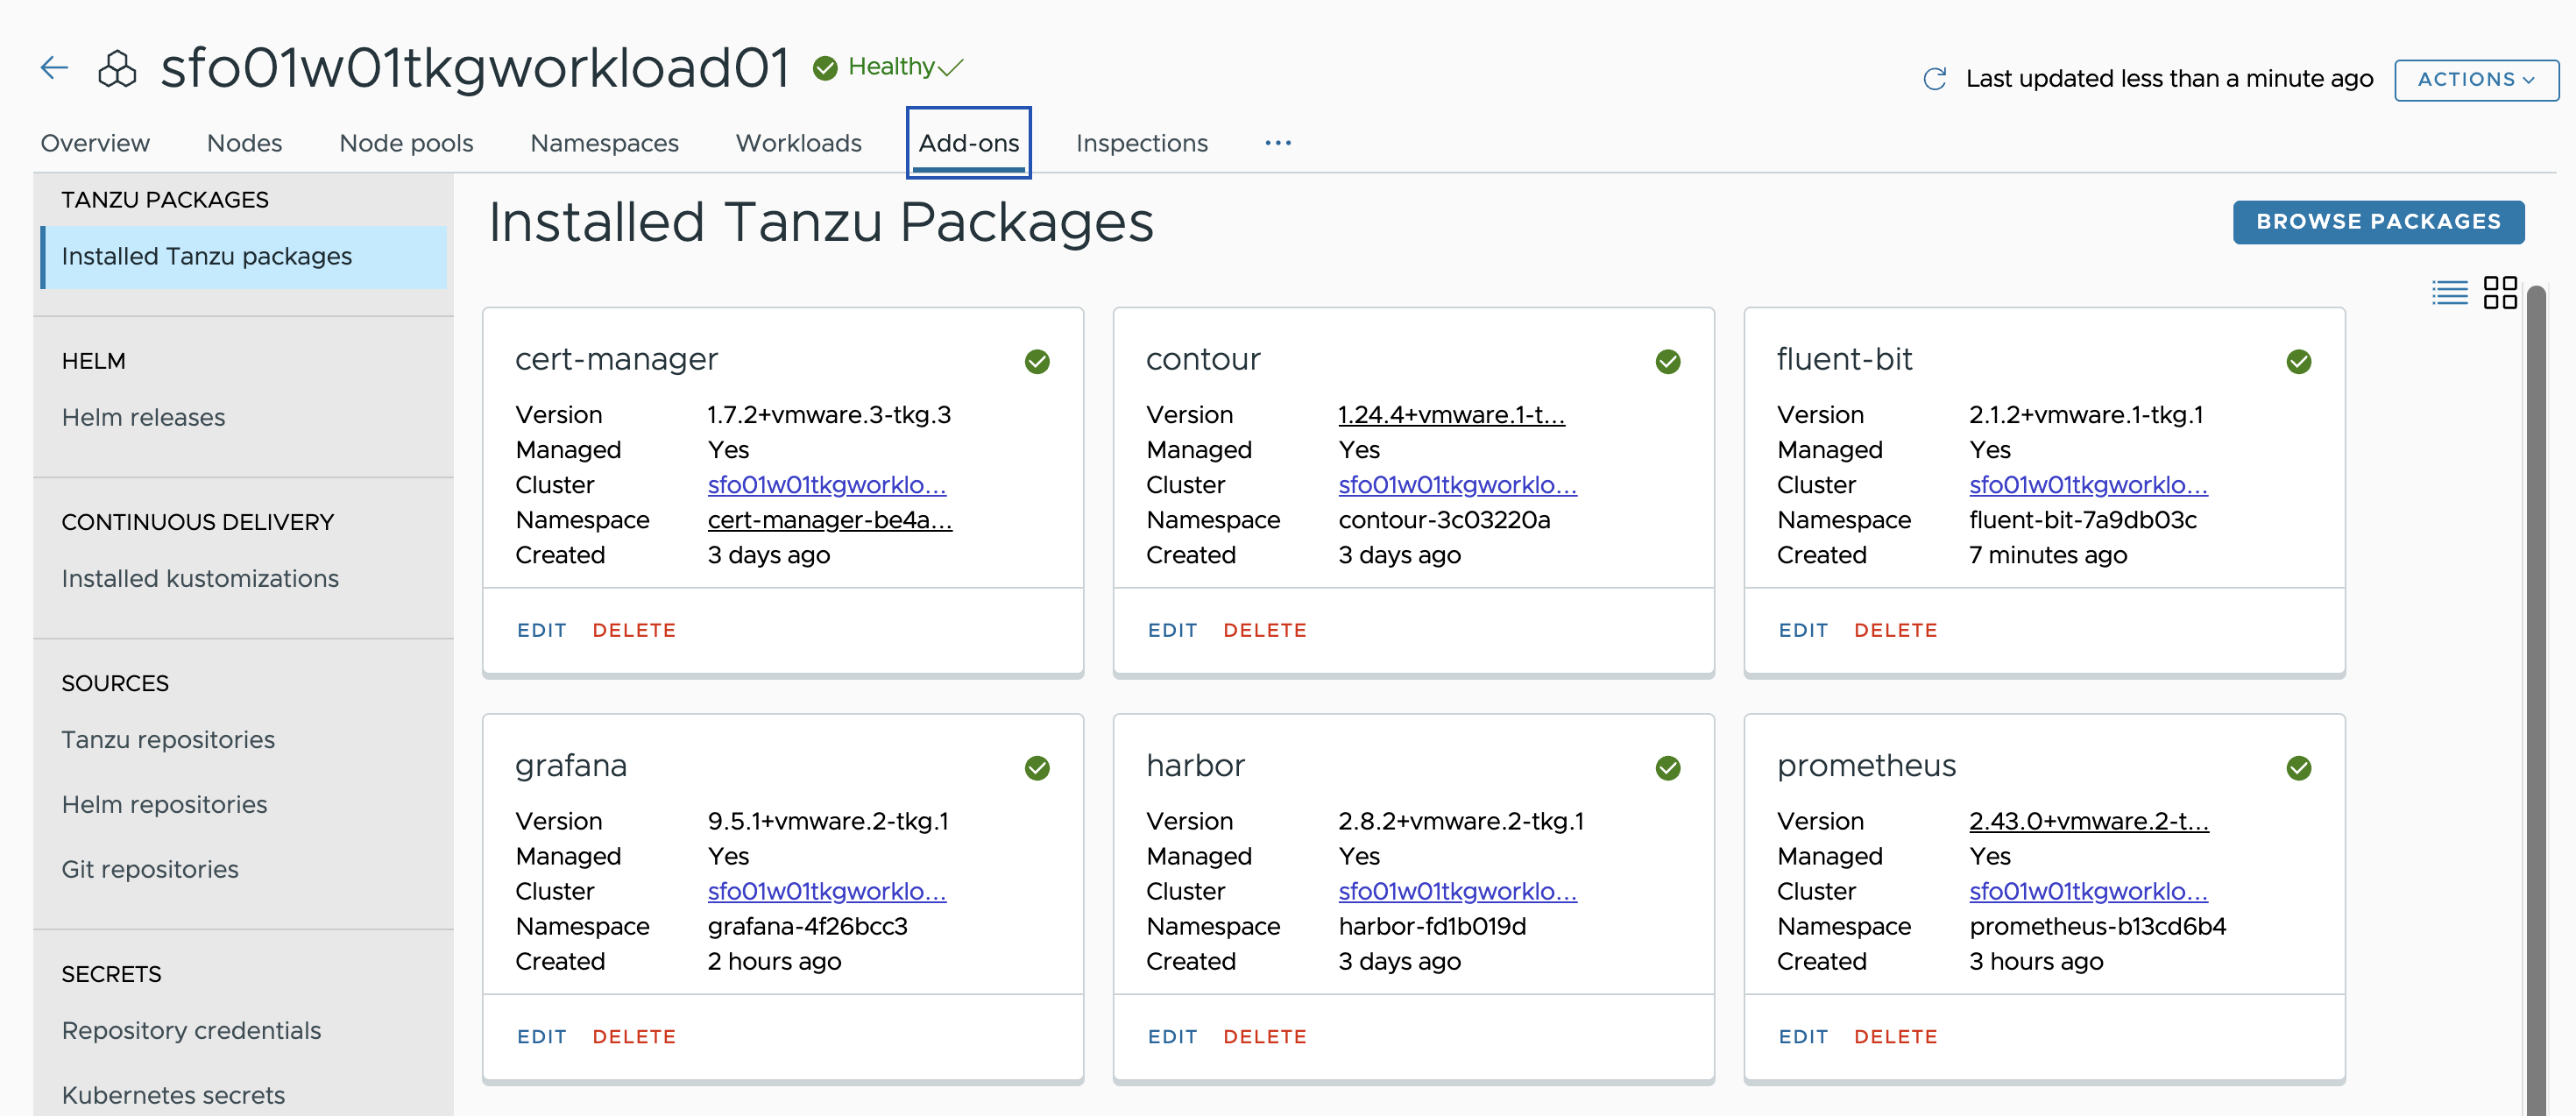 sfo01w01tkgworkload01
Healthy
Last updated less than a minute ago
ACTIONS
Overview
Nodes
Node pools
Namespaces
Workloads
Add-ons
Inspections
...
TANZU PACKAGES
Installed Tanzu packages
HELM
Helm releases
CONTINUOUS DELIVERY
Installed kustomizations
SOURCES
Tanzu repositories
Helm repositories
Git repositories
SECRETS
Repository credentials
Kubernetes secrets
Installed Tanzu Packages
BROWSE PACKAGES
cert-manager
Version 1.7.2+vmware.3-tkg.3
Managed Yes
Cluster sfo01w01tkgworklo...
Namespace cert-manager-be4a...
Created 3 days ago
EDIT DELETE
contour
Version 1.24.4+vmware.1-t...
Managed Yes
Cluster sfo01w01tkgworklo...
Namespace contour-3c03220a
Created 3 days ago
EDIT DELETE
fluent-bit
Version 2.1.2+vmware.1-tkg.1
Managed Yes
Cluster sfo01w01tkgworklo...
Namespace fluent-bit-7a9db03c
Created 7 minutes ago
EDIT DELETE
grafana
Version 9.5.1+vmware.2-tkg.1
Managed Yes
Cluster sfo01w01tkgworklo...
Namespace grafana-4f26bcc3
Created 2 hours ago
EDIT DELETE
harbor
Version 2.8.2+vmware.2-tkg.1
Managed Yes
Cluster sfo01w01tkgworklo...
Namespace harbor-fd1b019d
Created 3 days ago
EDIT DELETE
prometheus
Version 2.43.0+vmware.2-t...
Managed Yes
Cluster sfo01w01tkgworklo...
Namespace prometheus-b13cd6b4
Created 3 hours ago
EDIT DELETE